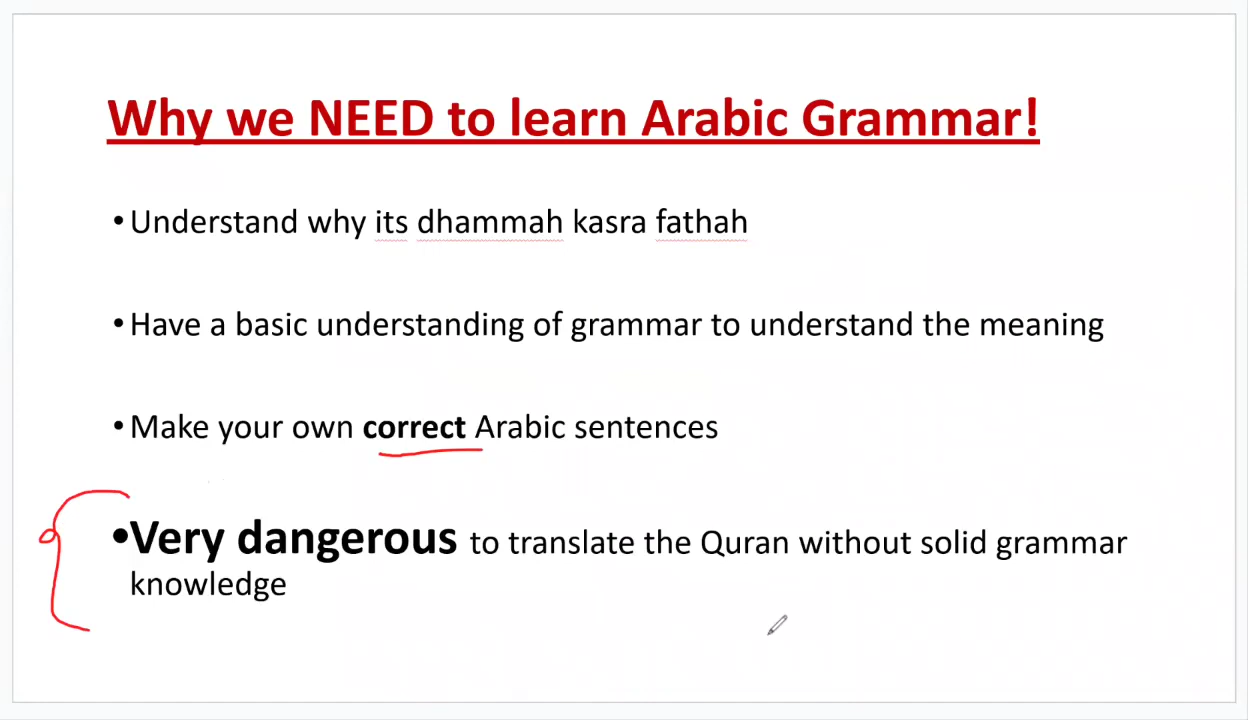 Why we NEED to learn Arabic Grammar!
•Understand why its dhammah kasra fathah
•Have a basic understanding of grammar to understand the meaning
•Make your own correct Arabic sentences
•Very dangerous to translate the Quran without solid grammar
knowledge